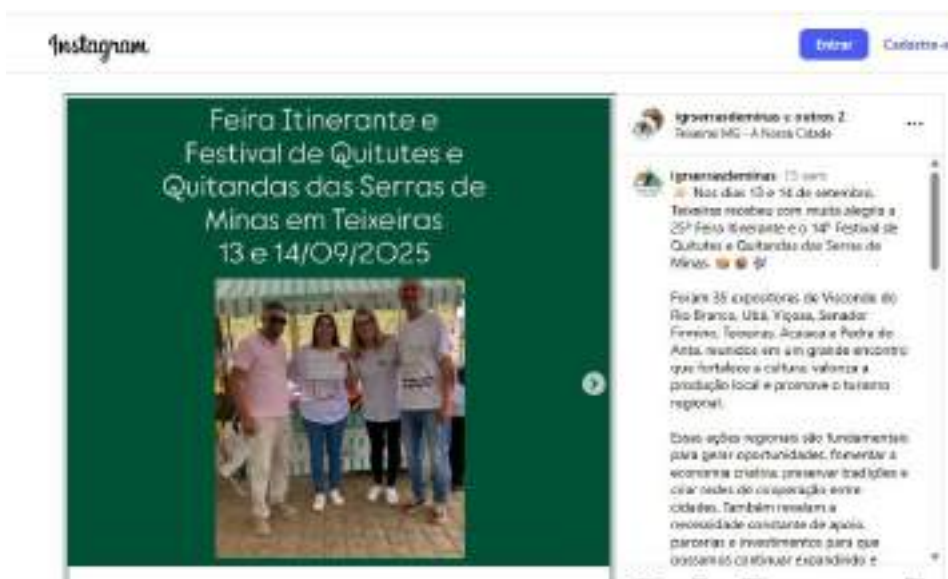 Instagram
Entrar
Cadastre-s
Feira Itinerante e
Festival de Quitutes e
Quitandas das Serras de
Minas em Teixeiras
13 e 14/09/2025
igrserrasdeminas e outros 2
Teixeiras MG - A Nossa Cidade
igrserrasdeminas
Nos dias 13 e 14 de setembro,
Teixeiras recebeu com muita alegria a
25ª Feira Itinerante e o 14º Festival de
Quitutes e Quitandas das Serras de
Minas.
Foram 35 expositores de Visconde do
Rio Branco, Ubá, Viçosa, Senador
Firmino, Teixeiras, Acaiaca e Pedra do
Anta, reunidos em um grande encontro
que fortalece a cultura, valoriza a
produção local e promove o turismo
regional.
Essas ações regionais são fundamentais
para gerar oportunidades, fomentar a
economia criativa, preservar tradições e
criar redes de cooperação entre
cidades. Também revelam a
necessidade constante de apoio,
parcerias e investimentos para que
possamos continuar expandindo e